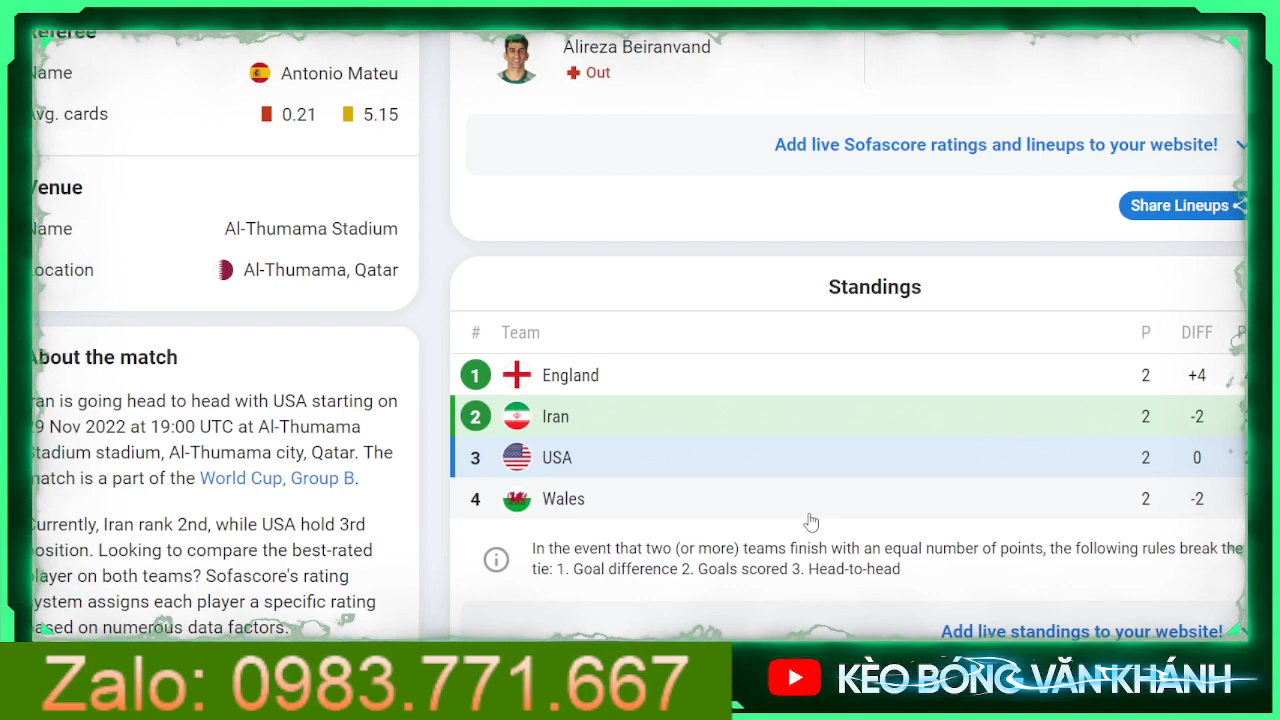 Referee
Name
Antonio Mateu
Avg. cards
0.21
5.15
Venue
Name
Al-Thumama Stadium
Location
Al-Thumama, Qatar
About the match
Iran is going head to head with USA starting on
29 Nov 2022 at 19:00 UTC at Al-Thumama
Stadium stadium, Al-Thumama city, Qatar. The
match is a part of the World Cup, Group B.
Currently, Iran rank 2nd, while USA hold 3rd
position. Looking to compare the best-rated
player on both teams? Sofascore's rating
system assigns each player a specific rating
based on numerous data factors.
Alireza Beiranvand
Out
Add live Sofascore ratings and lineups to your website!
Share Lineups
Standings
# Team P DIFF
1 England 2 +4
2 Iran 2 -2
3 USA 2 0
4 Wales 2 -2
In the event that two (or more) teams finish with an equal number of points, the following rules break the
tie: 1. Goal difference 2. Goals scored 3. Head-to-head
Add live standings to your website!
Zalo: 0983.771.667
KÈO BÓNG VĂN KHÁNH